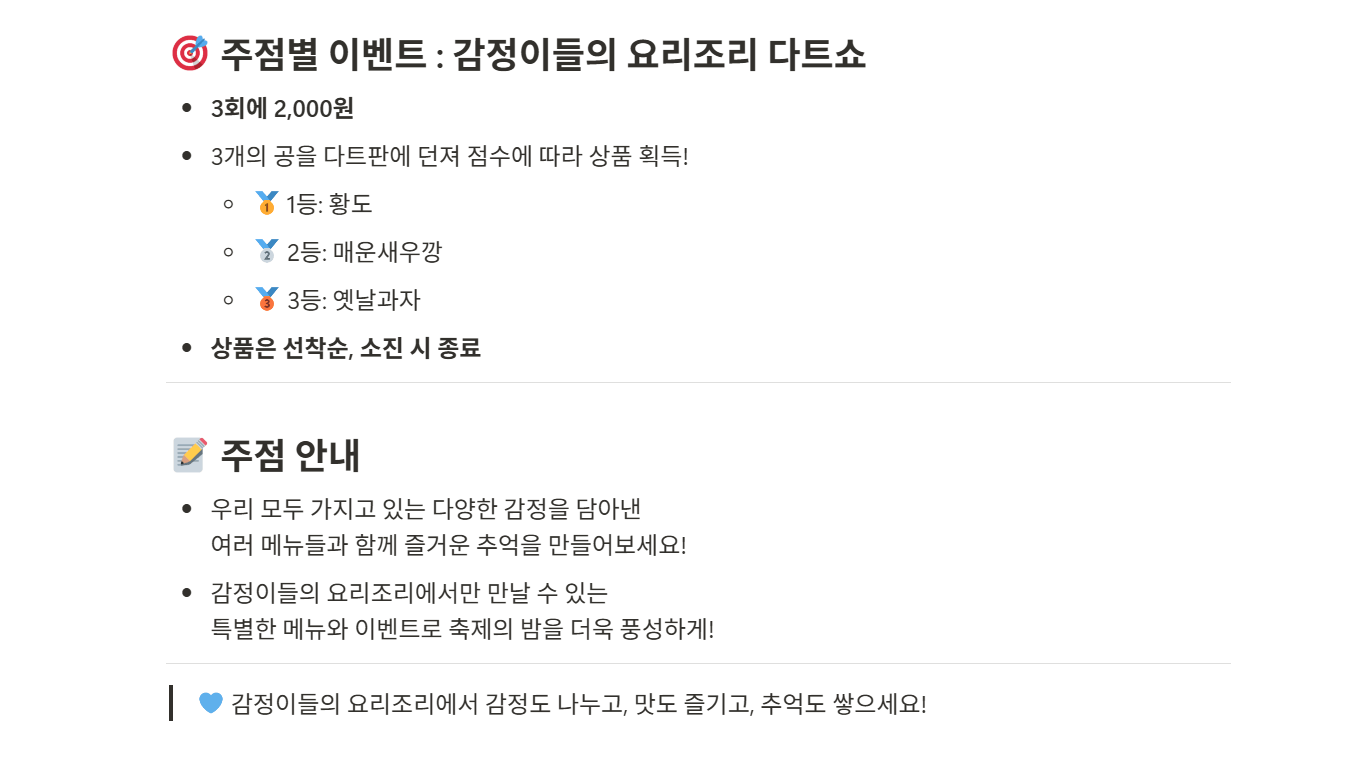 🎯 주점별 이벤트 : 감정이들의 요리조리 다트쇼
• 3회에 2,000원
• 3개의 공을 다트판에 던져 점수에 따라 상품 획득!
○ 🥇 1등: 황도
○ 🥈 2등: 매운새우깡
○ 🥉 3등: 옛날과자
• 상품은 선착순, 소진 시 종료
📝 주점 안내
• 우리 모두 가지고 있는 다양한 감정을 담아낸
여러 메뉴들과 함께 즐거운 추억을 만들어보세요!
• 감정이들의 요리조리에서만 만날 수 있는
특별한 메뉴와 이벤트로 축제의 밤을 더욱 풍성하게!
💙 감정이들의 요리조리에서 감정도 나누고, 맛도 즐기고, 추억도 쌓으세요!